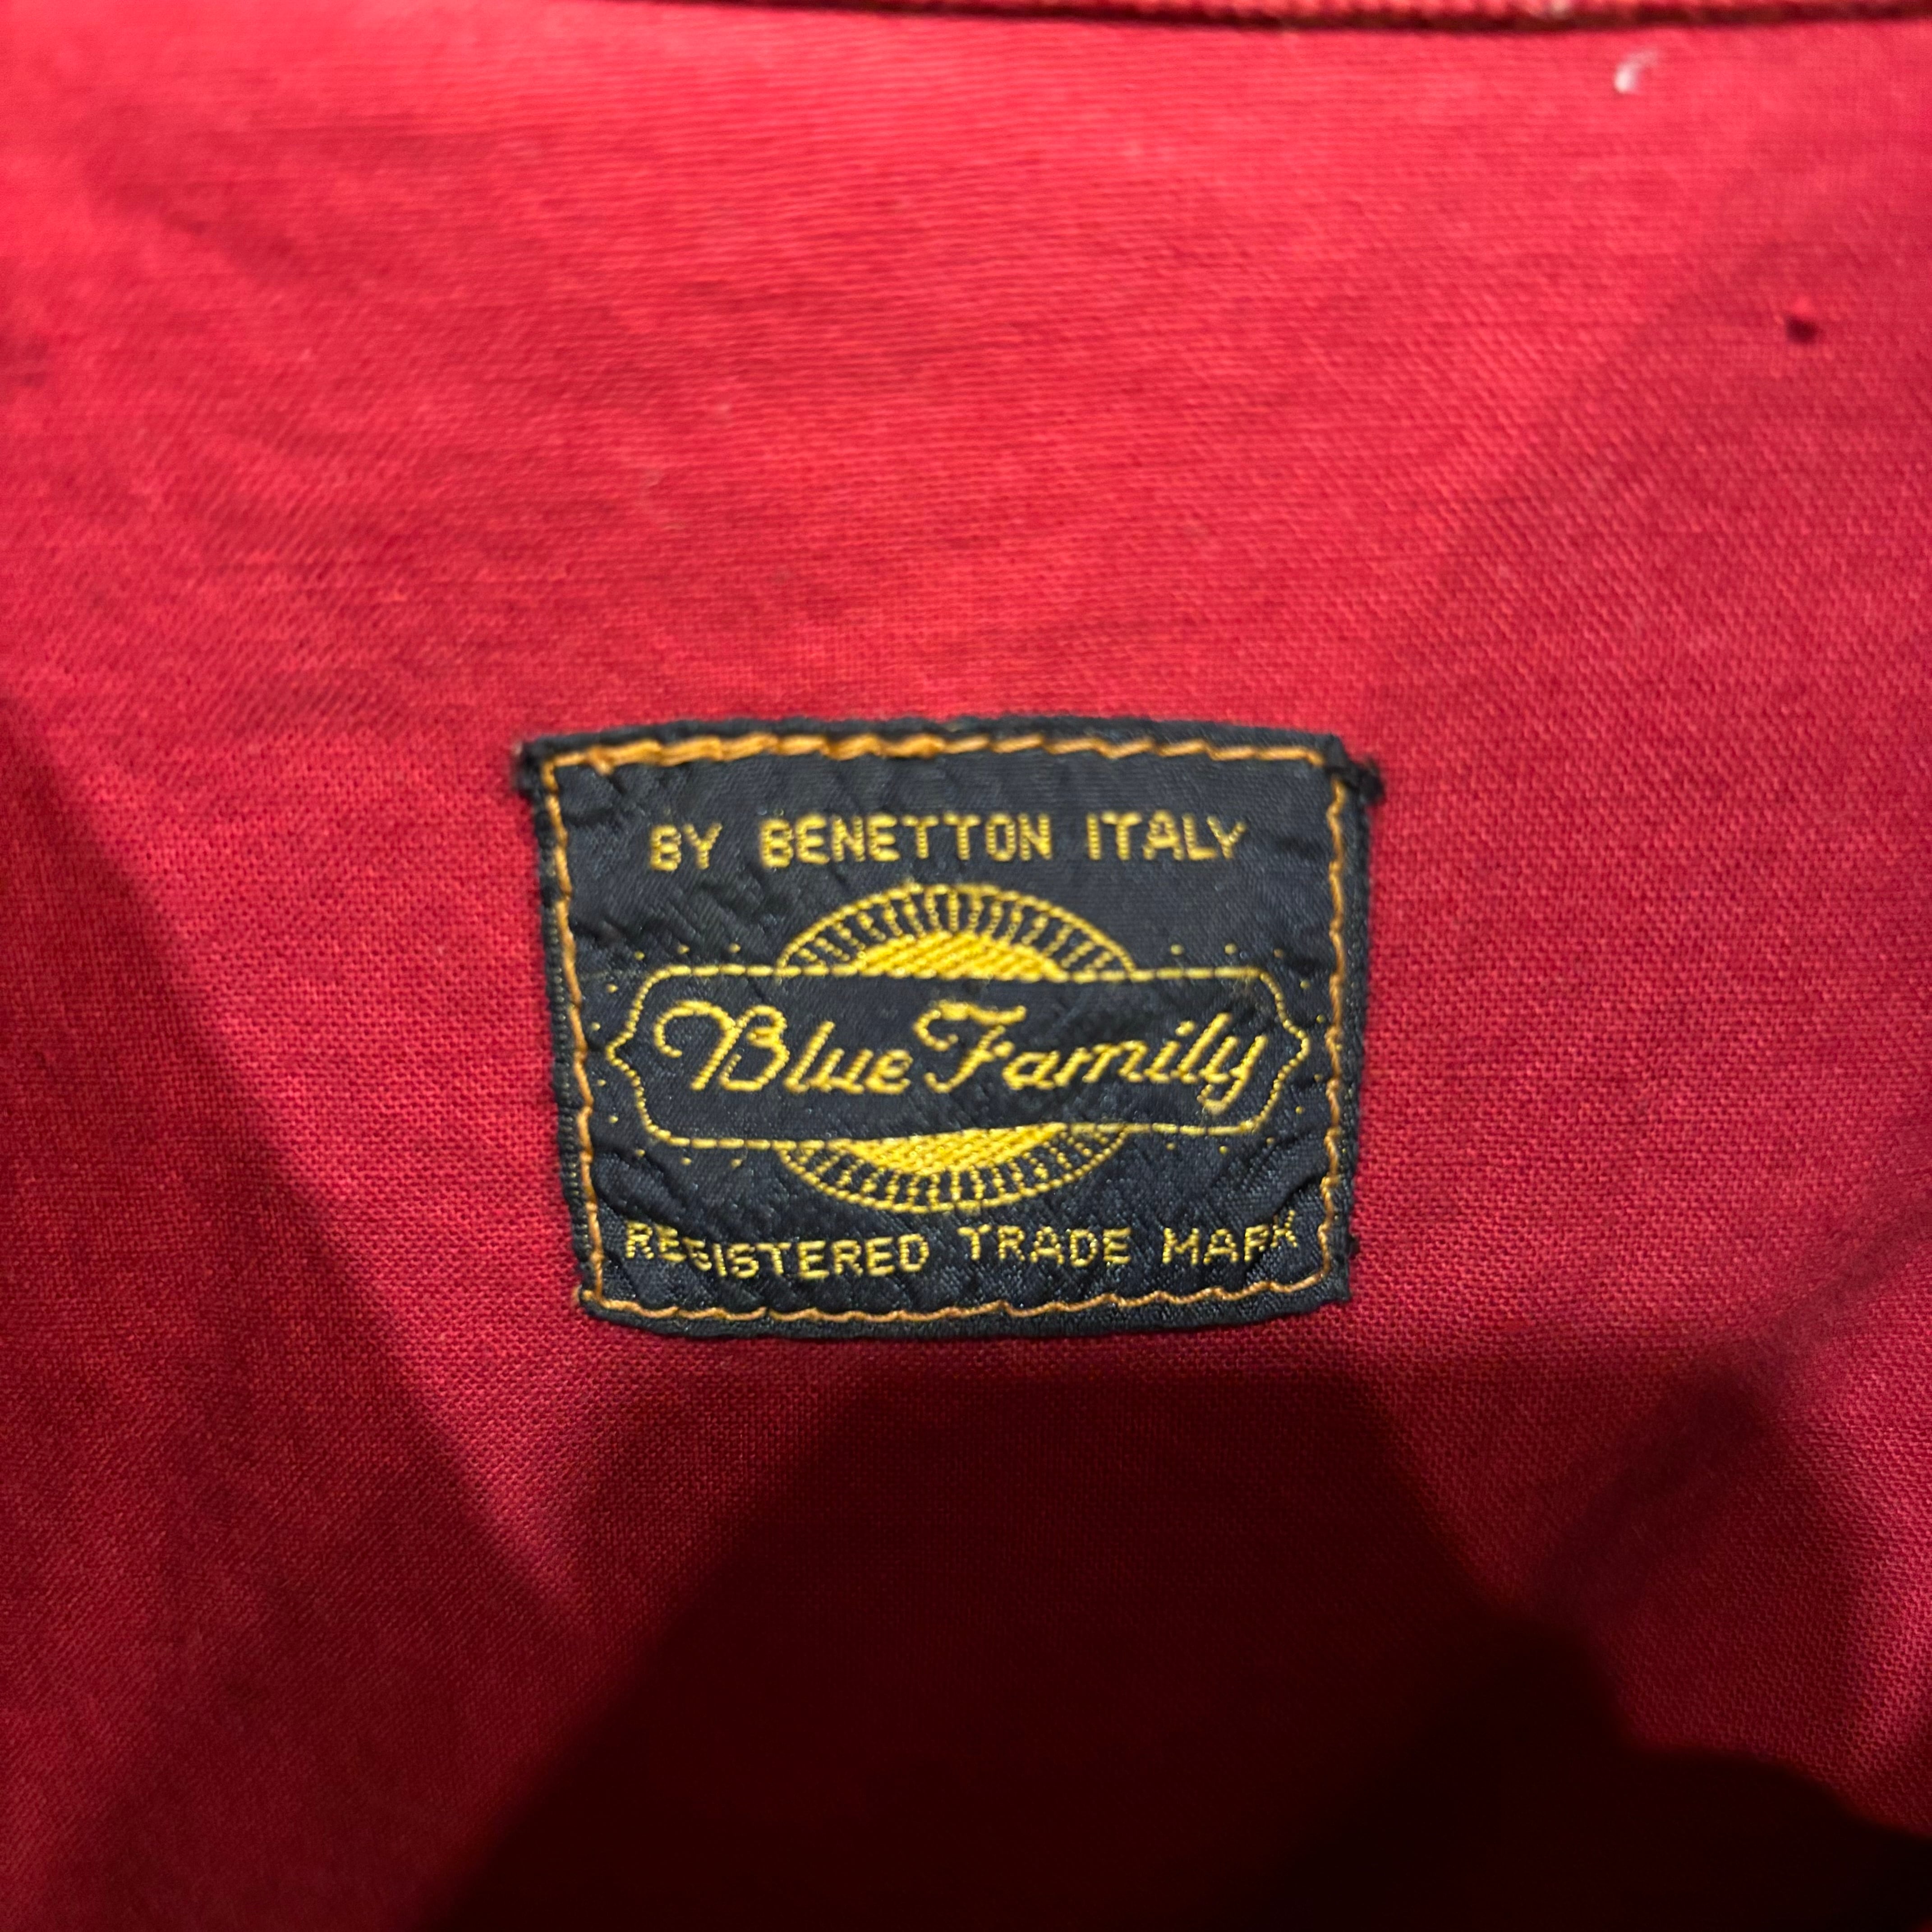 BY BENETTON ITALY
Blue Family
REGISTERED TRADE MARK